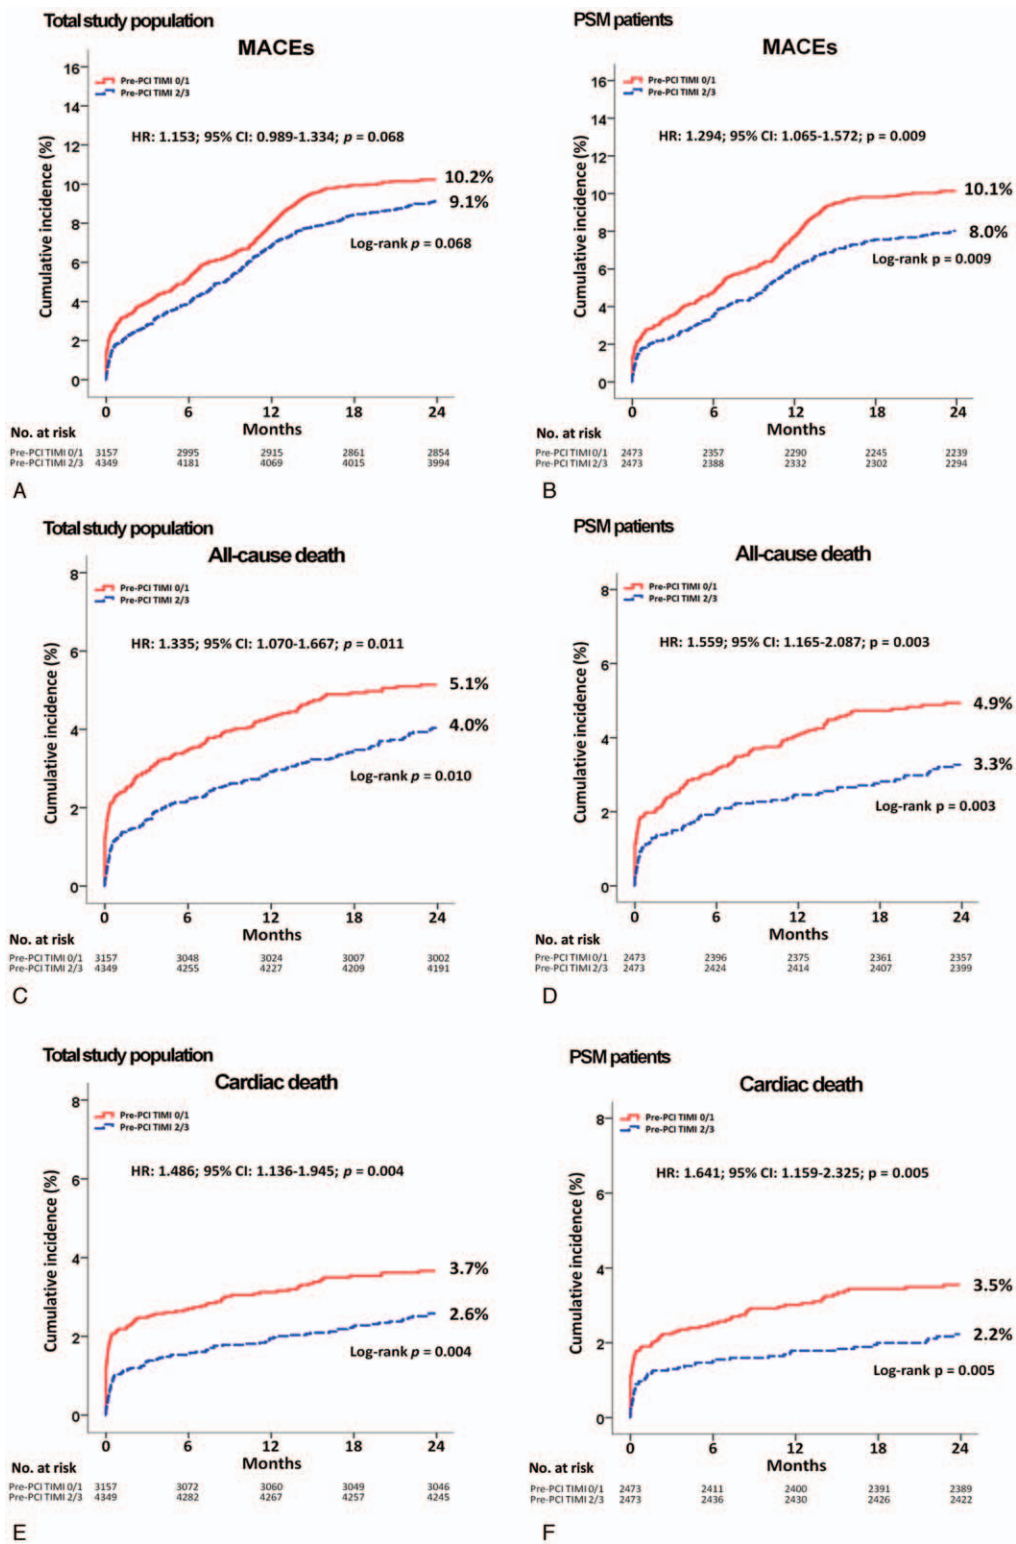 Total study population
MACEs
Cumulative incidence (%)
16
14
12
10
8
6
4
2
0
Pre-PCI TIMI 0/1
Pre-PCI TIMI 2/3
HR: 1.153; 95% CI: 0.989-1.334; p = 0.068
10.2%
9.1%
Log-rank p = 0.068
0 6 12 18 24
Months
No. at risk
Pre-PCI TIMI 0/1 3157 2995 2915 2861 2854
Pre-PCI TIMI 2/3 4349 4181 4069 4015 3994
A
PSM patients
MACEs
Cumulative incidence (%)
16
14
12
10
8
6
4
2
0
Pre-PCI TIMI 0/1
Pre-PCI TIMI 2/3
HR: 1.294; 95% CI: 1.065-1.572; p = 0.009
10.1%
8.0%
Log-rank p = 0.009
0 6 12 18 24
Months
No. at risk
Pre-PCI TIMI 0/1 2473 2357 2290 2245 2239
Pre-PCI TIMI 2/3 2473 2388 2332 2302 2294
B
Total study population
All-cause death
Cumulative incidence (%)
8
6
4
2
0
Pre-PCI TIMI 0/1
Pre-PCI TIMI 2/3
HR: 1.335; 95% CI: 1.070-1.667; p = 0.011
5.1%
4.0%
Log-rank p = 0.010
0 6 12 18 24
Months
No. at risk
Pre-PCI TIMI 0/1 3157 3048 3024 3007 3002
Pre-PCI TIMI 2/3 4349 4255 4227 4209 4191
C
PSM patients
All-cause death
Cumulative incidence (%)
8
6
4
2
0
Pre-PCI TIMI 0/1
Pre-PCI TIMI 2/3
HR: 1.559; 95% CI: 1.165-2.087; p = 0.003
4.9%
3.3%
Log-rank p = 0.003
0 6 12 18 24
Months
No. at risk
Pre-PCI TIMI 0/1 2473 2396 2375 2361 2357
Pre-PCI TIMI 2/3 2473 2424 2414 2407 2399
D
Total study population
Cardiac death
Cumulative incidence (%)
8
6
4
2
0
Pre-PCI TIMI 0/1
Pre-PCI TIMI 2/3
HR: 1.486; 95% CI: 1.136-1.945; p = 0.004
3.7%
2.6%
Log-rank p = 0.004
0 6 12 18 24
Months
No. at risk
Pre-PCI TIMI 0/1 3157 3072 3060 3049 3046
Pre-PCI TIMI 2/3 4349 4282 4267 4257 4245
E
PSM patients
Cardiac death
Cumulative incidence (%)
8
6
4
2
0
Pre-PCI TIMI 0/1
Pre-PCI TIMI 2/3
HR: 1.641; 95% CI: 1.159-2.325; p = 0.005
3.5%
2.2%
Log-rank p = 0.005
0 6 12 18 24
Months
No. at risk
Pre-PCI TIMI 0/1 2473 2411 2400 2391 2389
Pre-PCI TIMI 2/3 2473 2436 2430 2426 2422
F